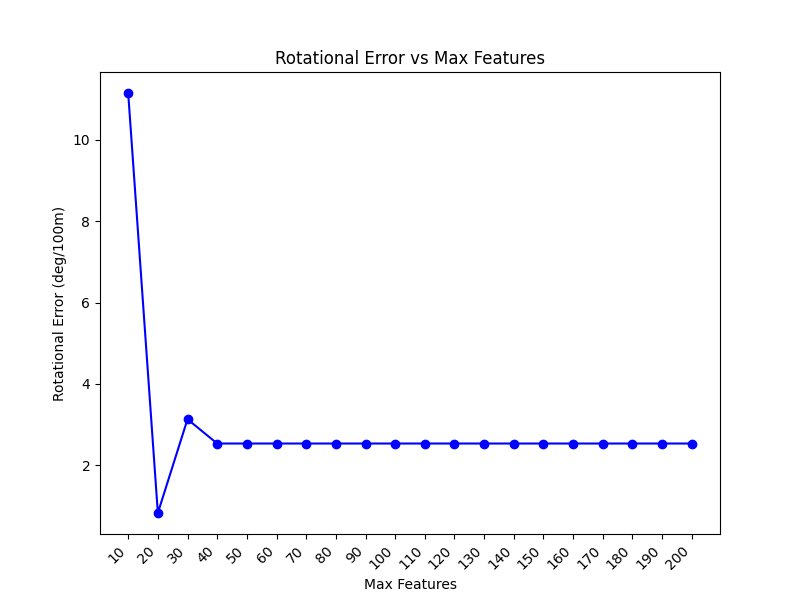 Rotational Error vs Max Features
Rotational Error (deg/100m)
10
8
6
4
2
10 20 30 40 50 60 70 80 90 100 110 120 130 140 150 160 170 180 190 200
Max Features